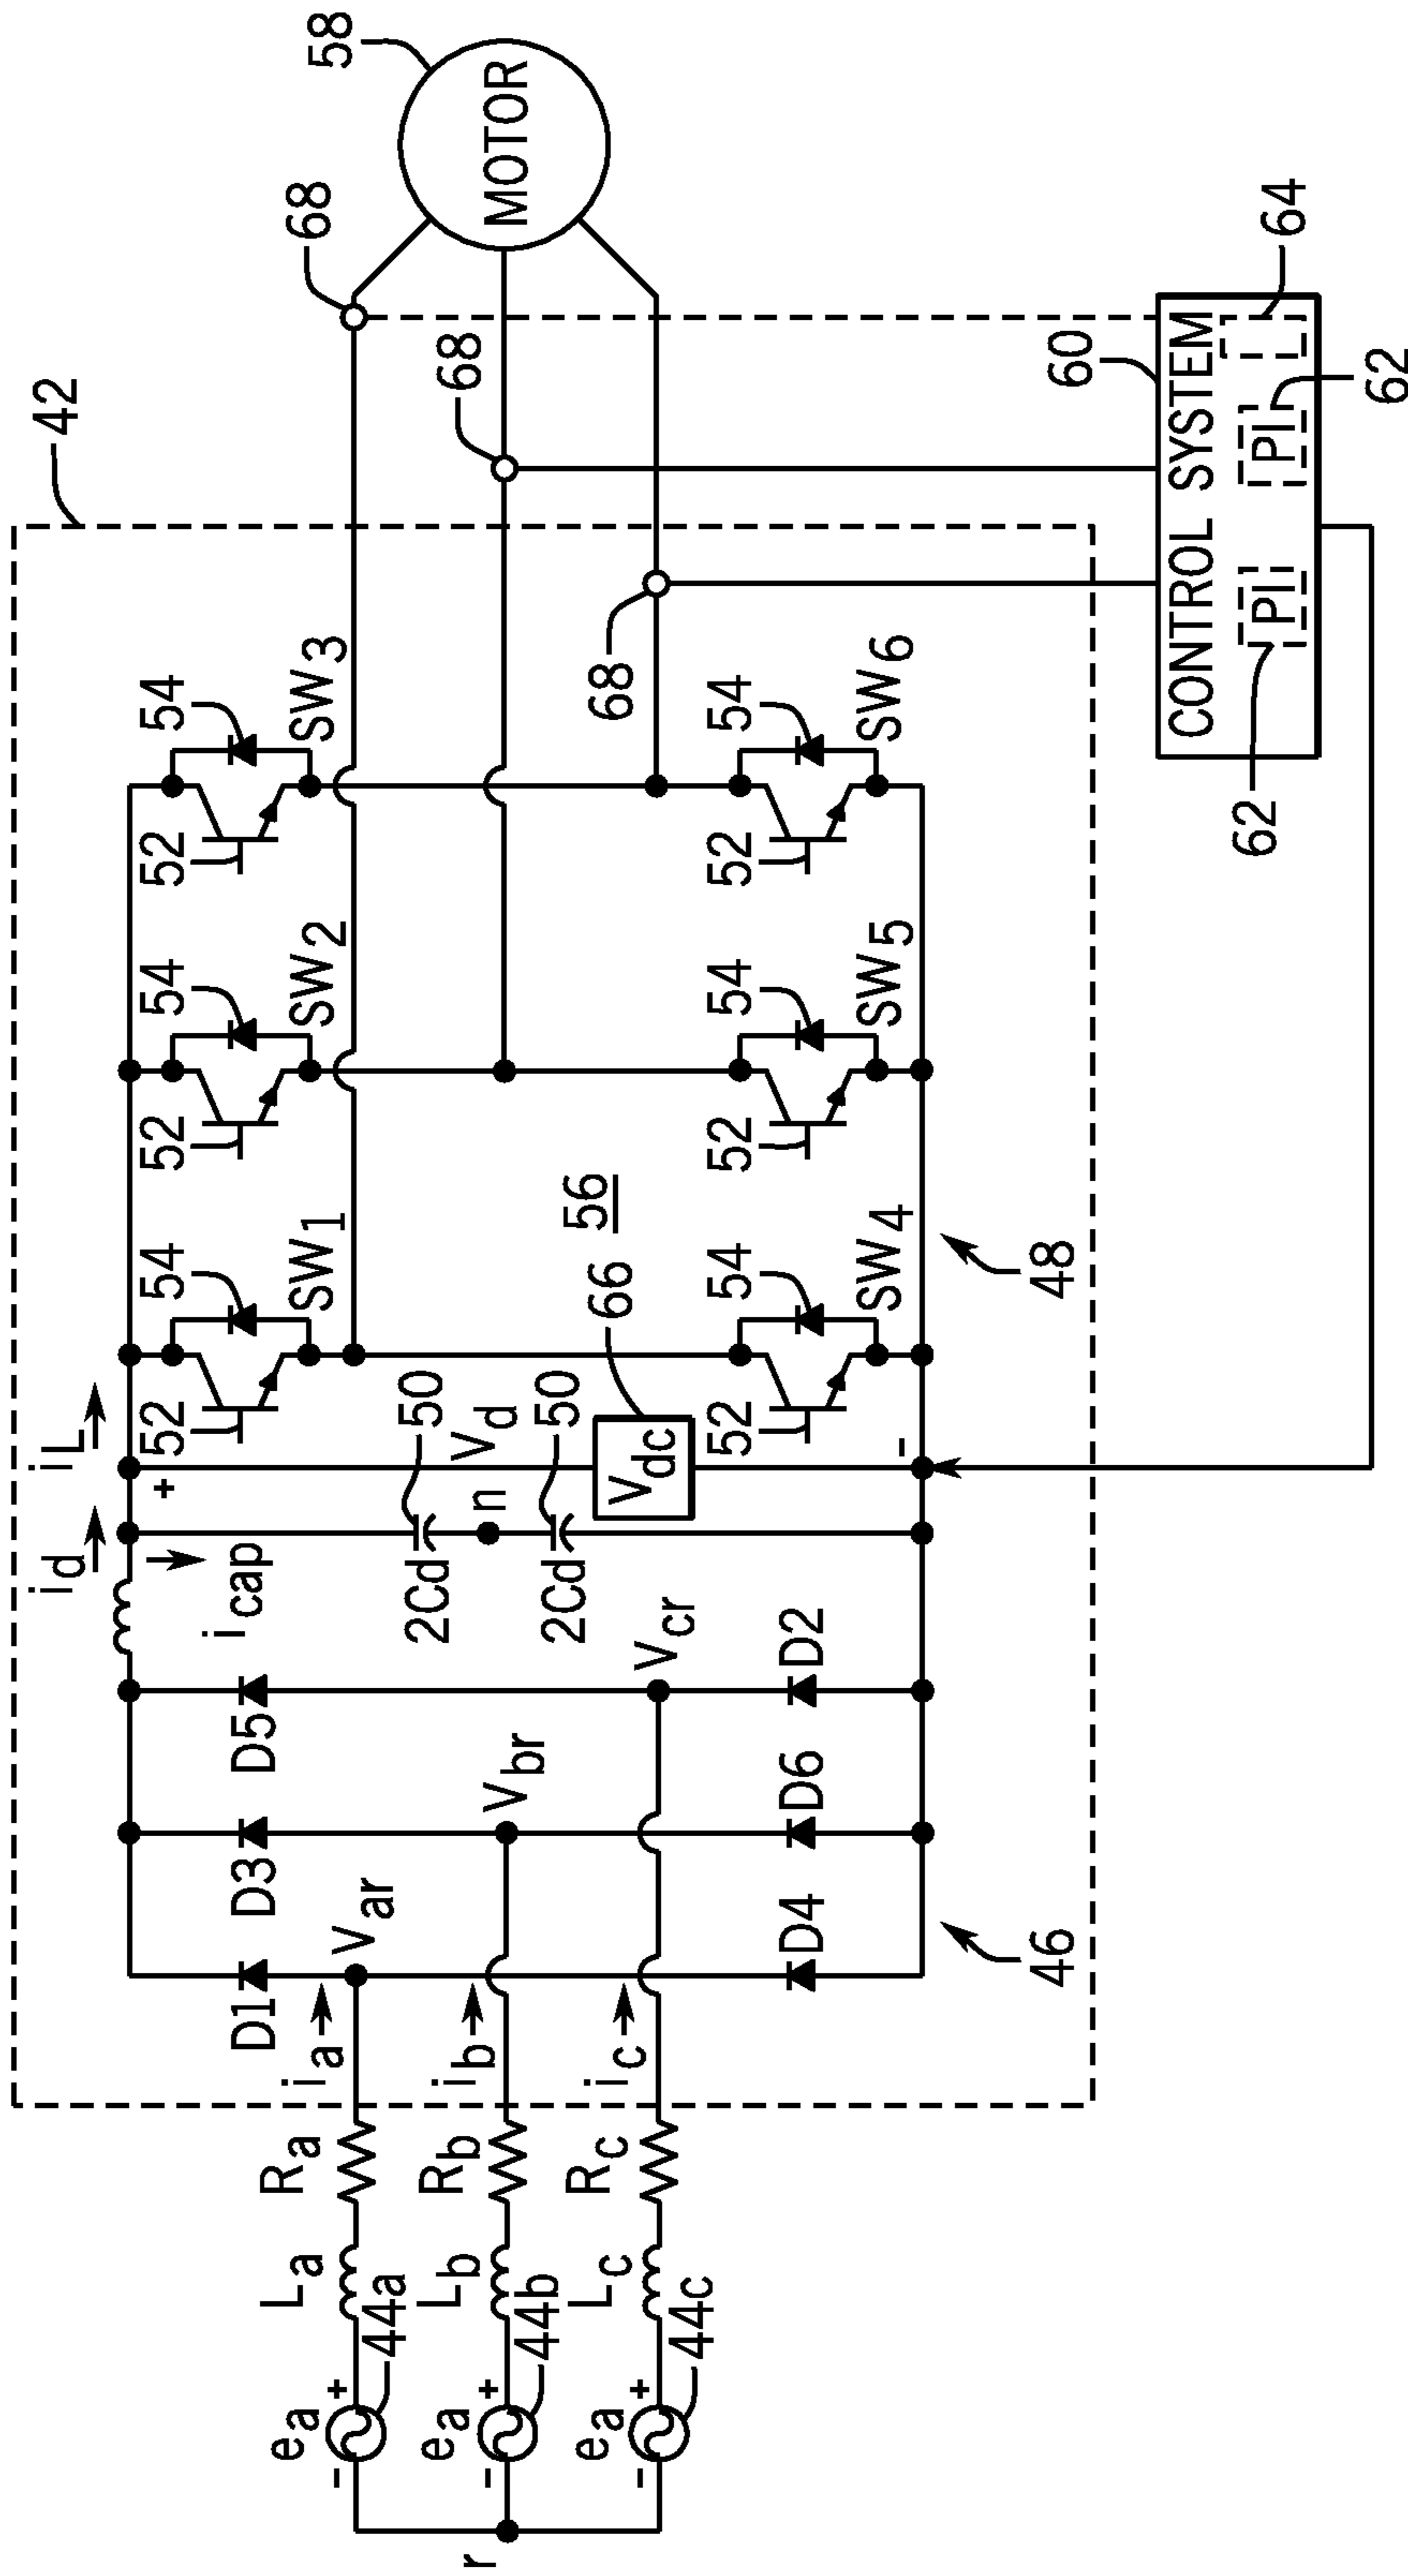 42
58
MOTOR
68
68
68
iL
id
icap
+
-
52
54
SW1
52
54
SW2
52
54
SW3
D1
D3
D5
ia
Var
ib
Vbr
ic
Vcr
2Cd
50
n
Vd
2Cd
50
66
Vdc
56
52
54
SW4
52
54
SW5
52
54
SW6
D4
D6
D2
46
48
La
Ra
ea
- +
44a
Lb
Rb
ea
- +
44b
Lc
Rc
ea
- +
44c
r
60
CONTROL SYSTEM
PI
PI
62
62
64